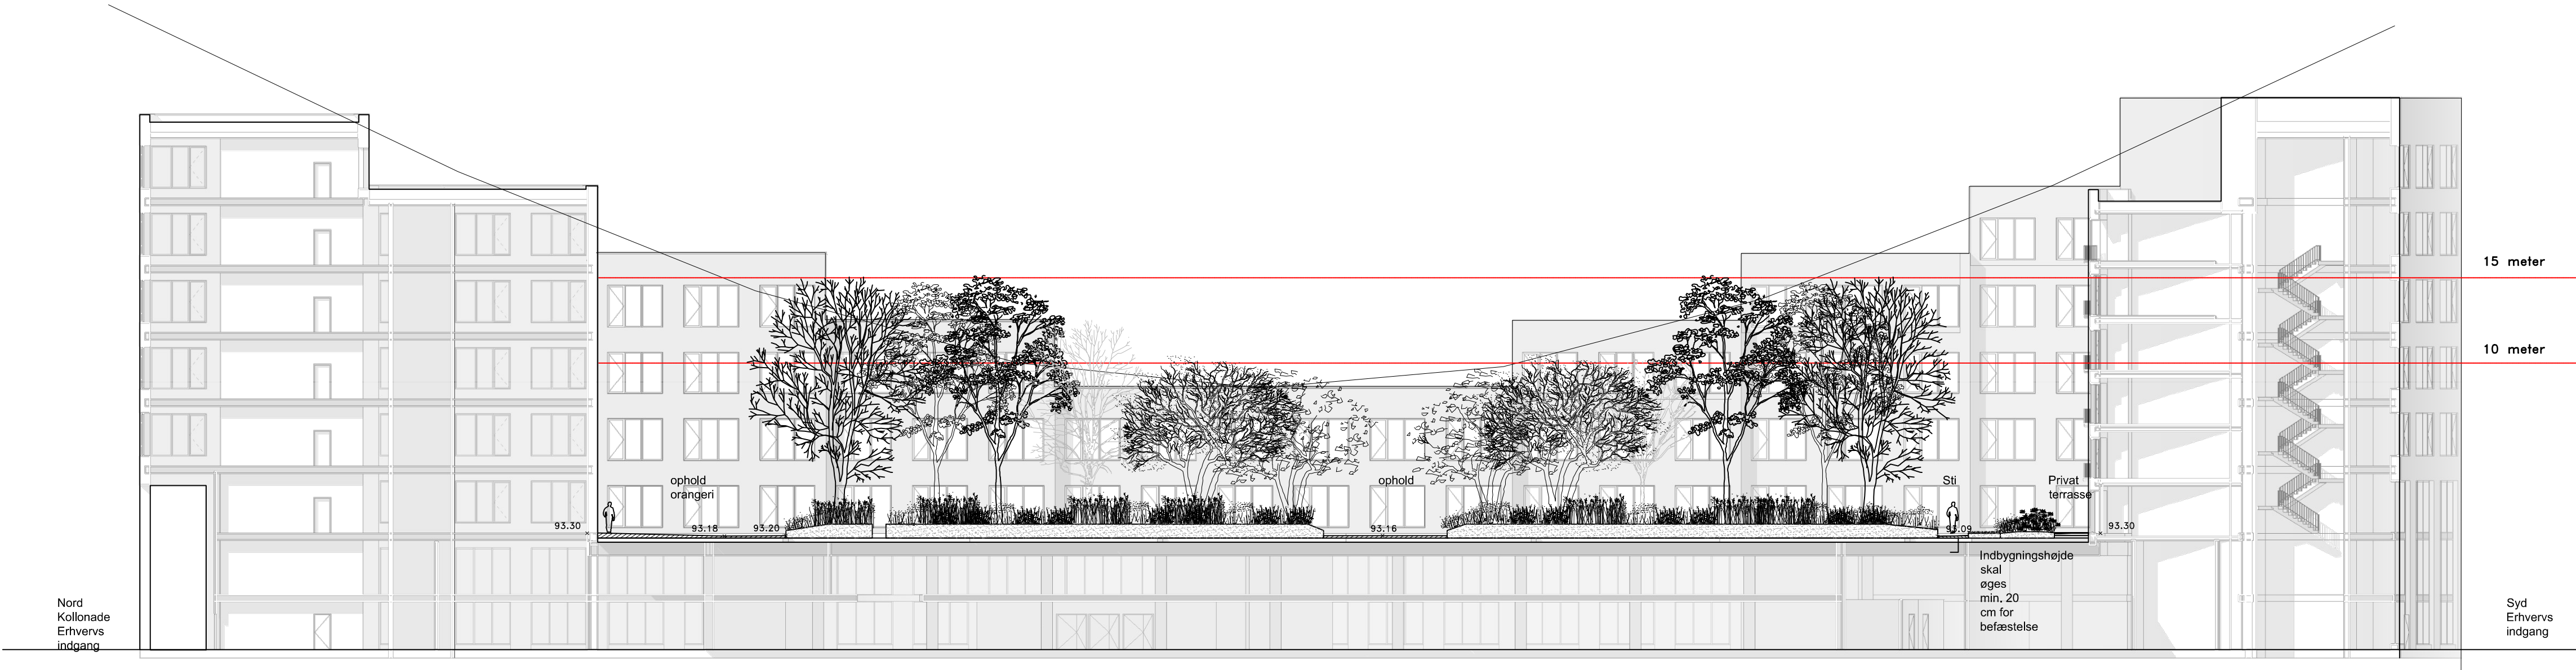 15 meter
10 meter
ophold
orangeri
ophold
Sti
Privat
terrasse
93.30
93.18
93.20
93.16
93.09
93.30
Indbygningshøjde
skal
øges
min. 20
cm for
befæstelse
Nord
Kollonade
Erhvervs
indgang
Syd
Erhvervs
indgang